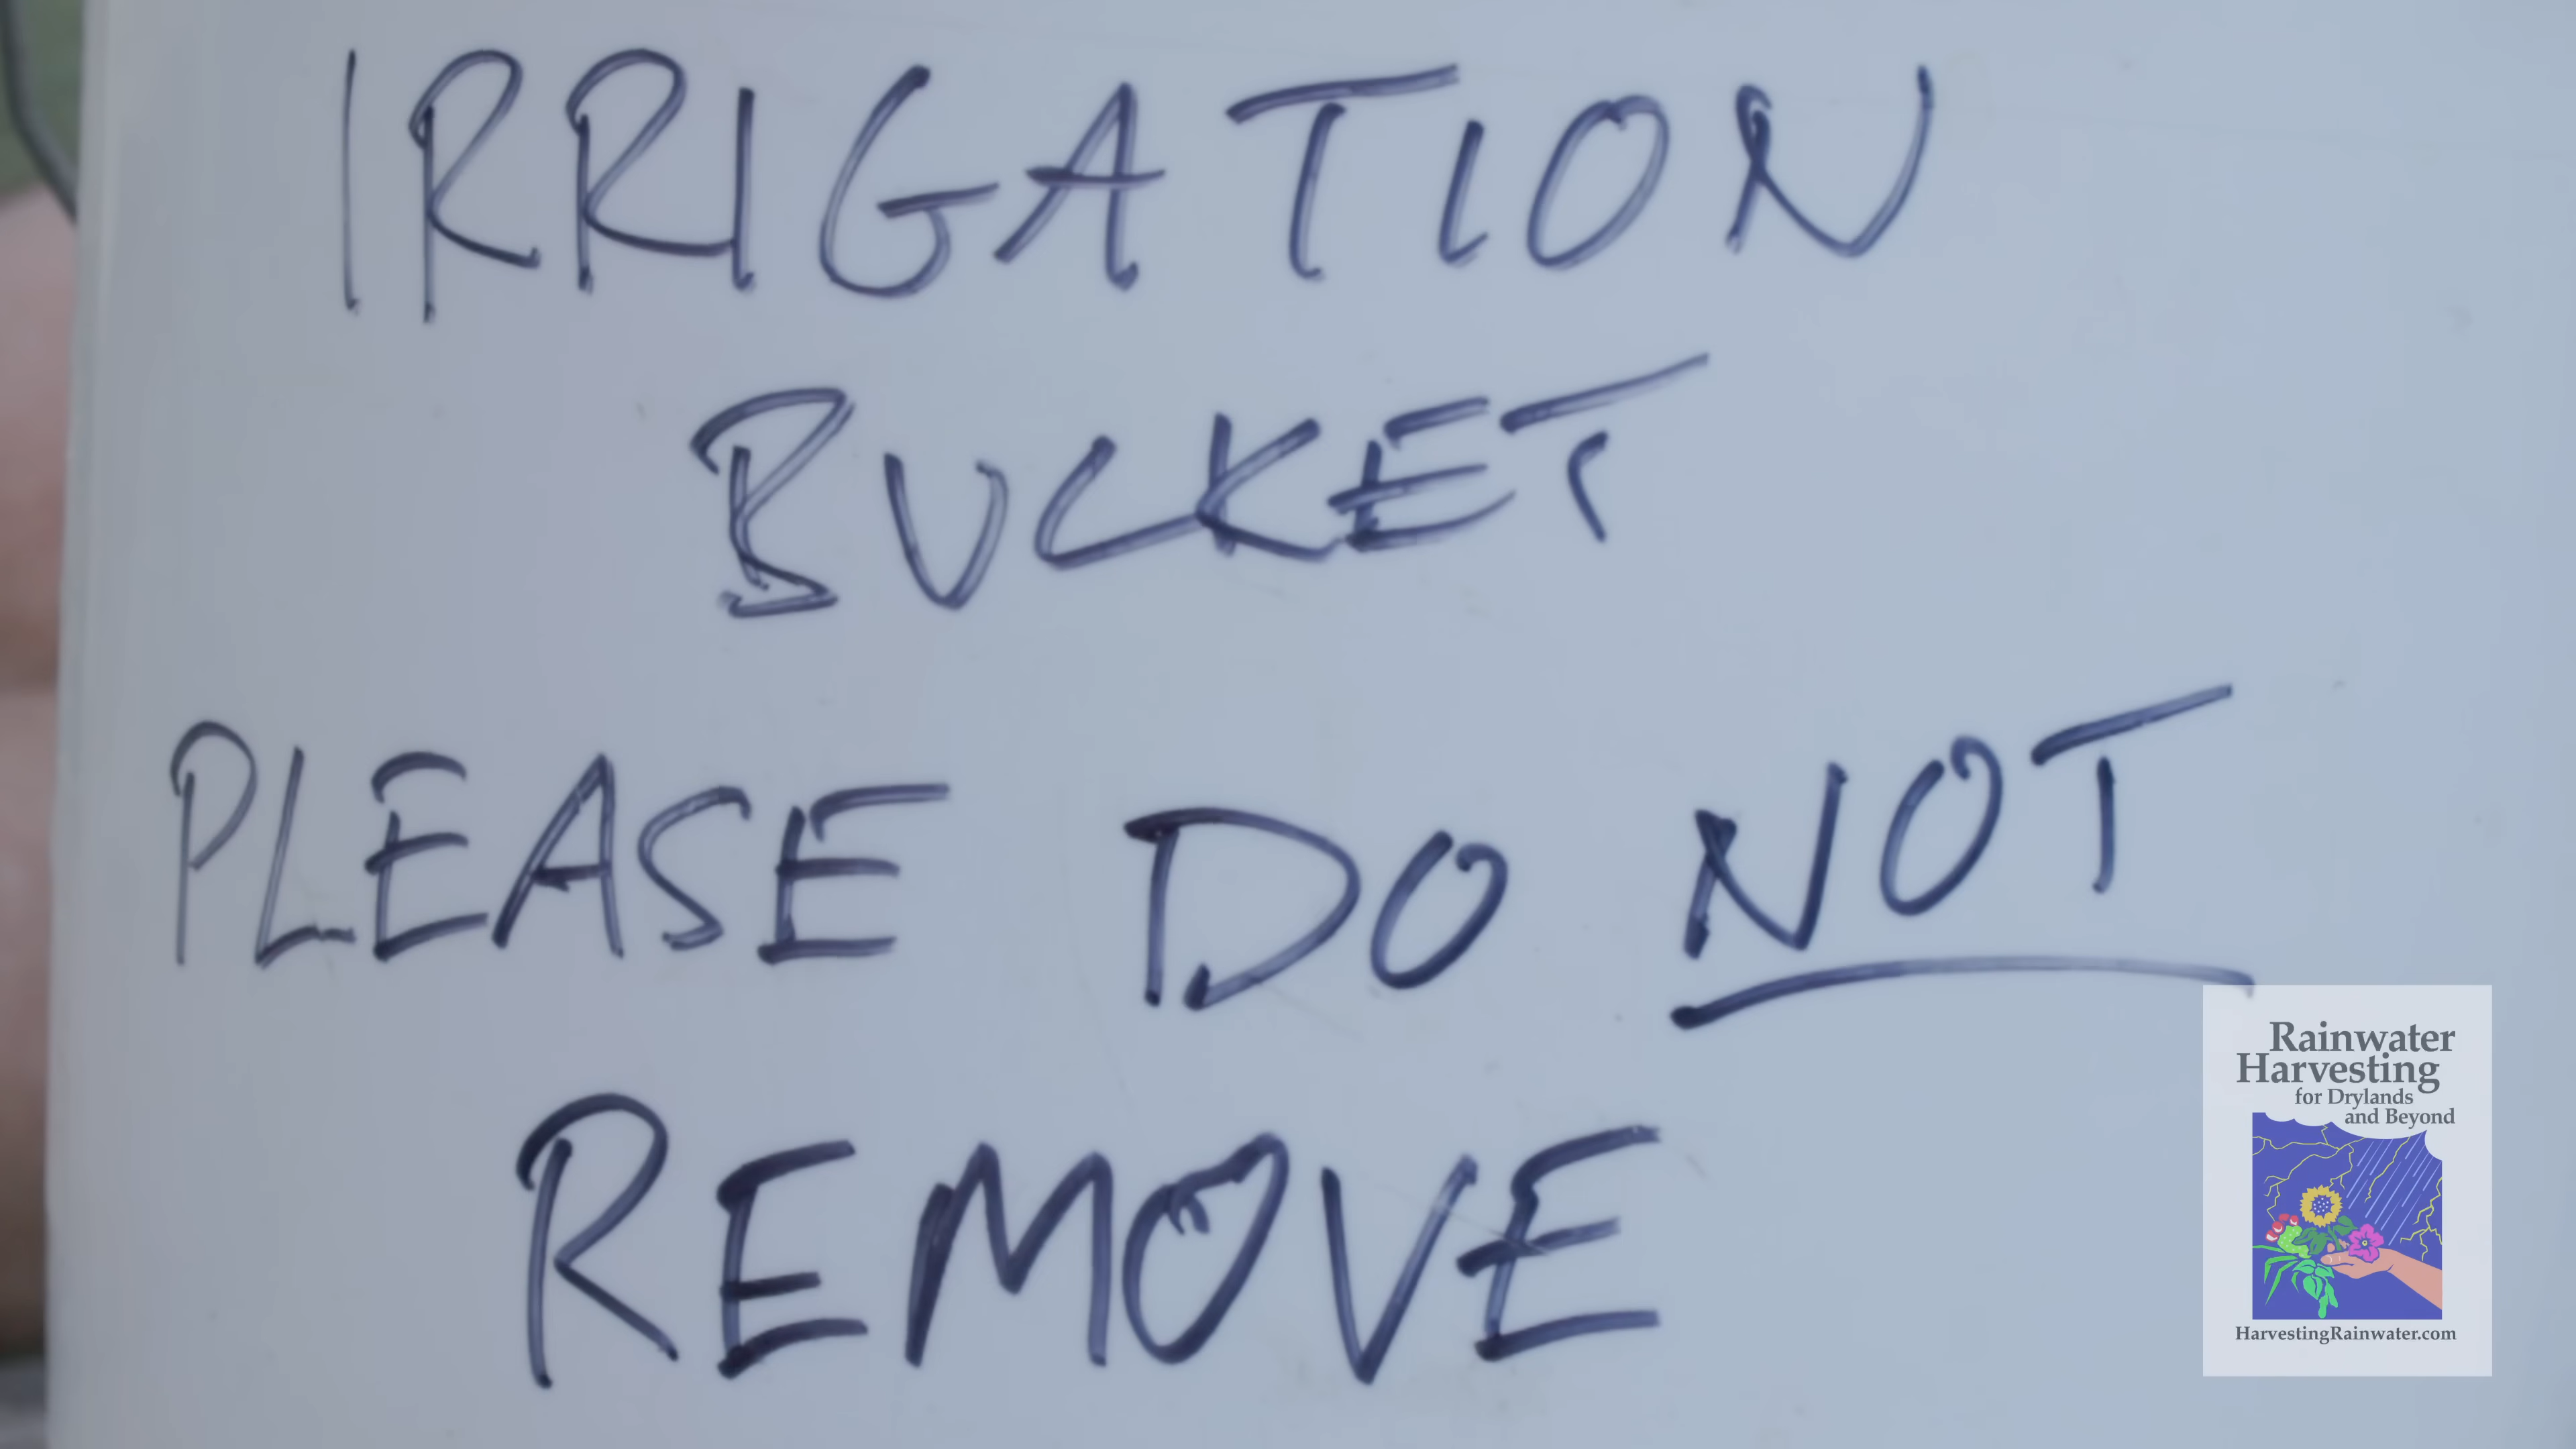 IRRIGATION
BUCKET
PLEASE DO NOT
REMOVE
Rainwater
Harvesting
for Drylands
and Beyond
HarvestingRainwater.com